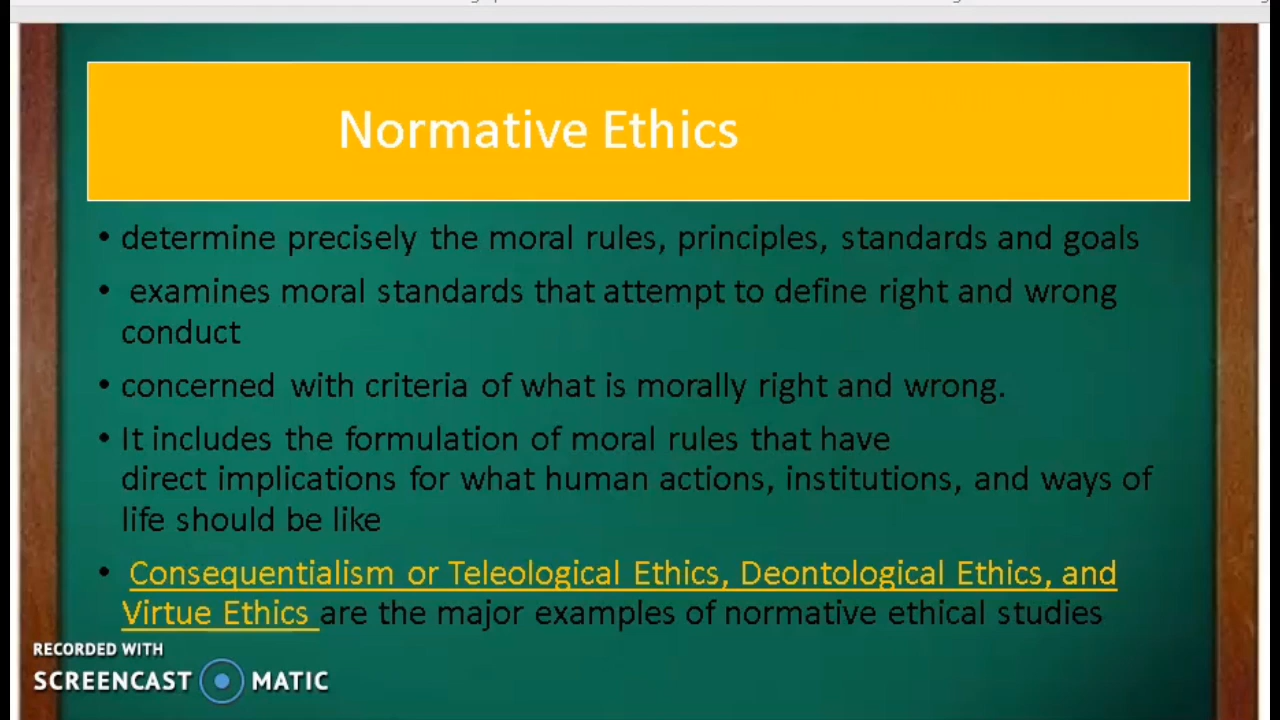 Normative Ethics
• determine precisely the moral rules, principles, standards and goals
• examines moral standards that attempt to define right and wrong
conduct
• concerned with criteria of what is morally right and wrong.
• It includes the formulation of moral rules that have
direct implications for what human actions, institutions, and ways of
life should be like
• Consequentialism or Teleological Ethics, Deontological Ethics, and
Virtue Ethics are the major examples of normative ethical studies
RECORDED WITH
SCREENCAST MATIC